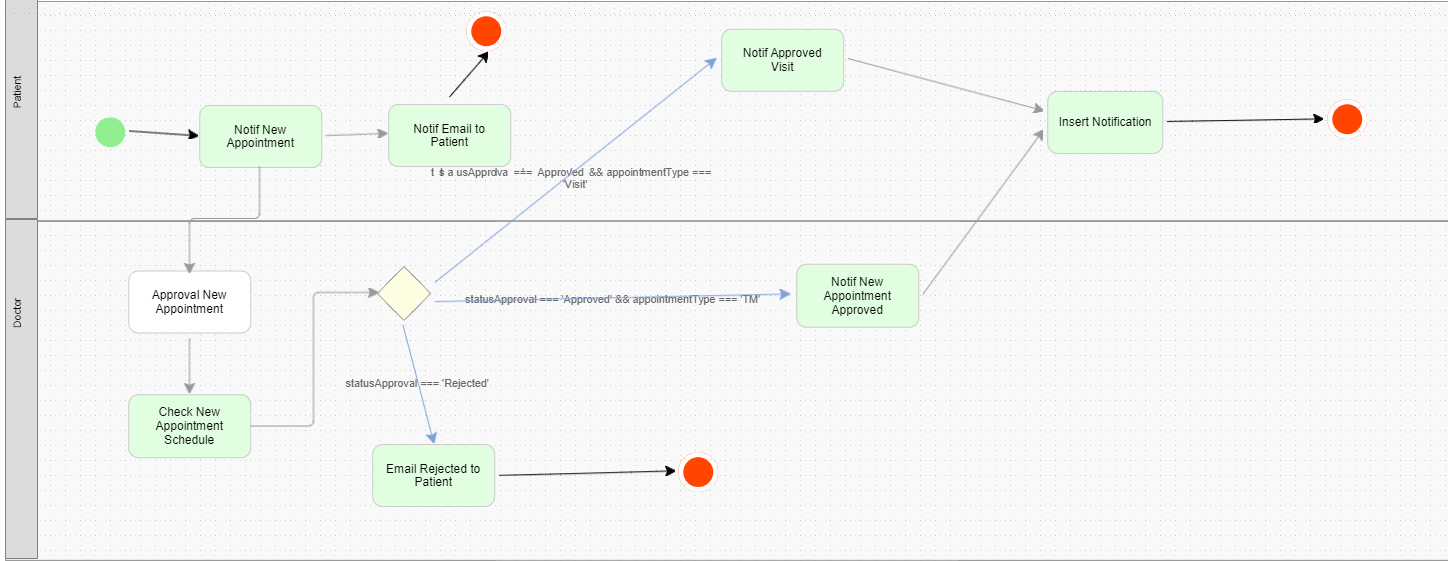 Patient
Notif New
Appointment
Notif Email to
Patient
Notif Approved
Visit
Insert Notification
=== Approved && appointmentType ===
'Visit'
Doctor
Approval New
Appointment
Check New
Appointment
Schedule
statusApproval === 'Approved' && appointmentType === 'TM'
Notif New
Appointment
Approved
statusApproval === 'Rejected'
Email Rejected to
Patient